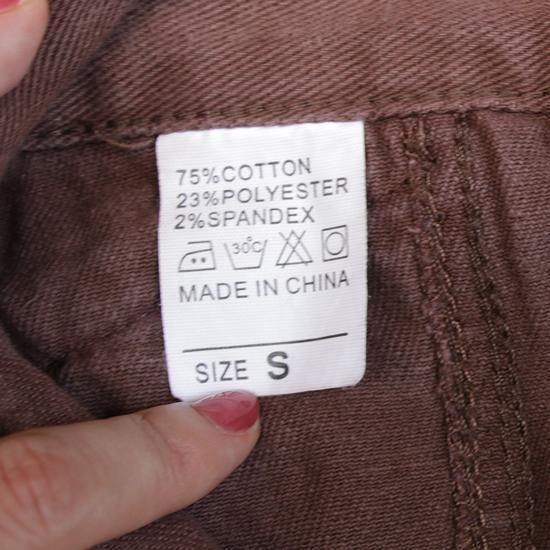 75%COTTON
23%POLYESTER
2%SPANDEX
30°C
MADE IN CHINA
SIZE S